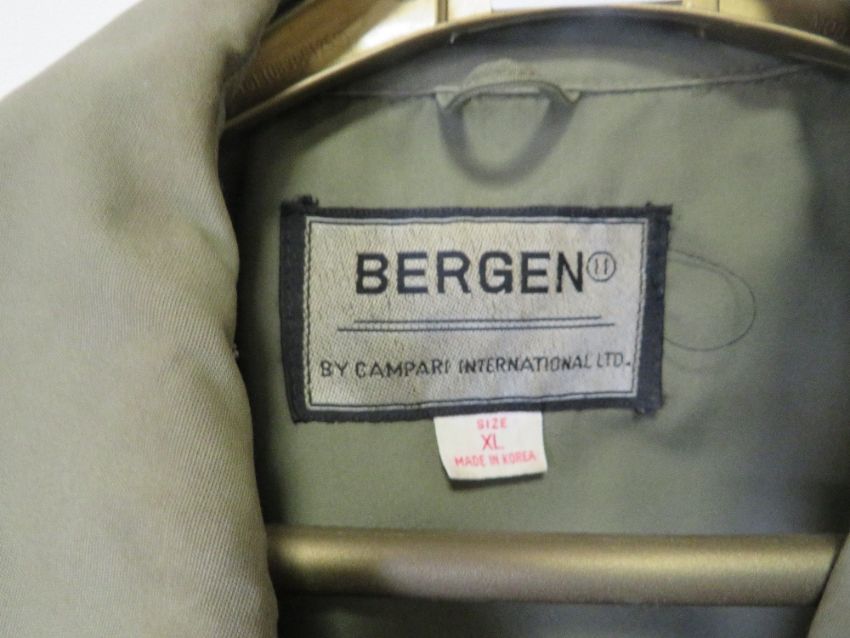 BERGEN
BY CAMPARI INTERNATIONAL LTD.
SIZE
XL
MADE IN KOREA